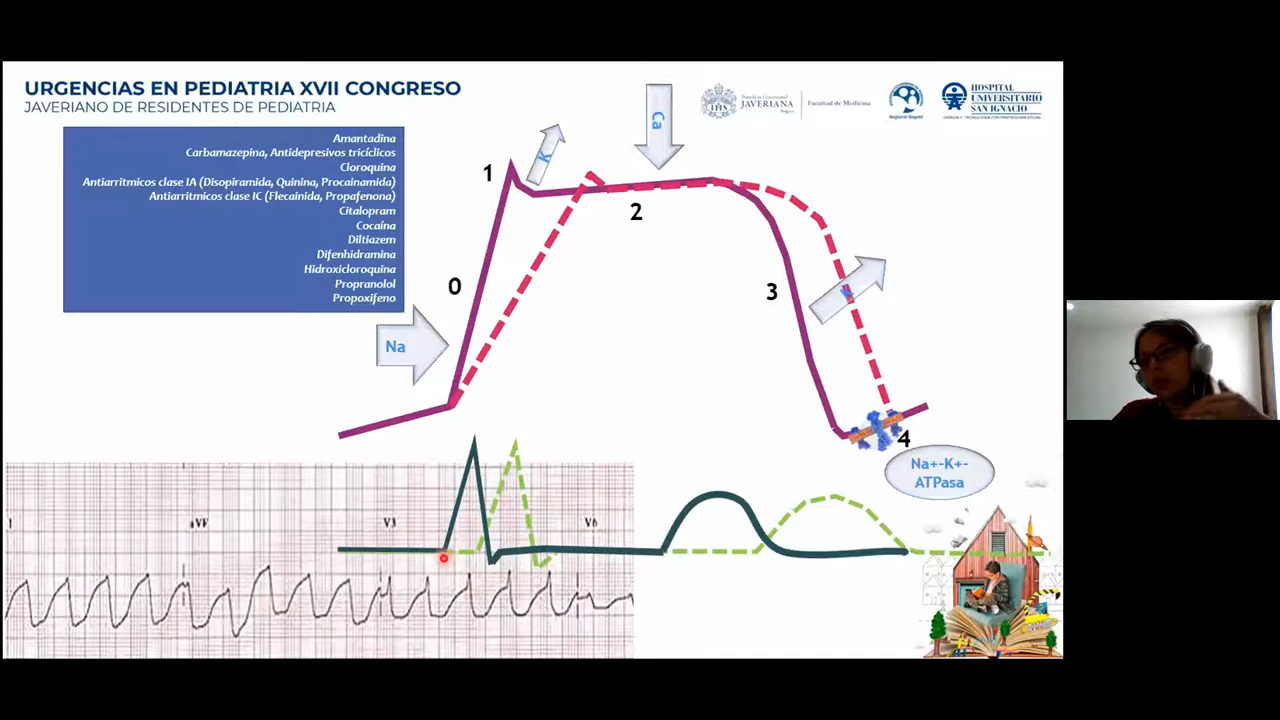 URGENCIAS EN PEDIATRIA XVII CONGRESO
JAVERIANO DE RESIDENTES DE PEDIATRIA
JAVERIANA
Facultad de Medicina
Regional Bogotá
HOSPITAL
UNIVERSITARIO
SAN IGNACIO
Amantadina
Carbamazepina, Antidepresivos tricíclicos
Cloroquina
Antiarritmicos clase IA (Disopiramida, Quinina, Procainamida)
Antiarritmicos clase IC (Flecainida, Propafenona)
Citalopram
Cocaína
Diltiazem
Difenhidramina
Hidroxicloroquina
Propranolol
Propoxifeno
1
K
Ca
2
0
3
K
Na
4
Na+-K+-
ATPasa
I
aVF
V3
V6